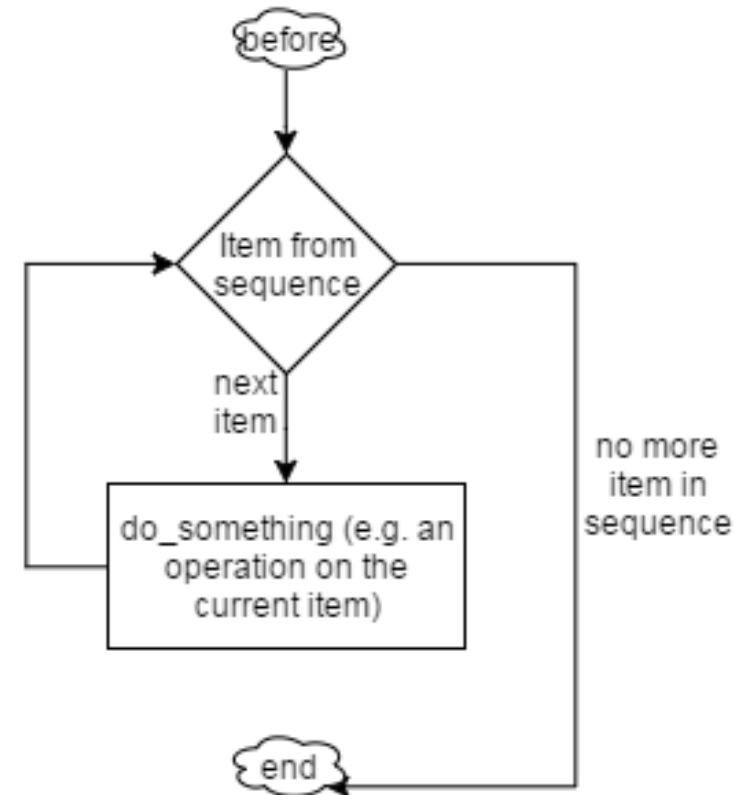 before
Item from
sequence
next
item
no more
item in
sequence
do_something (e.g. an
operation on the
current item)
end